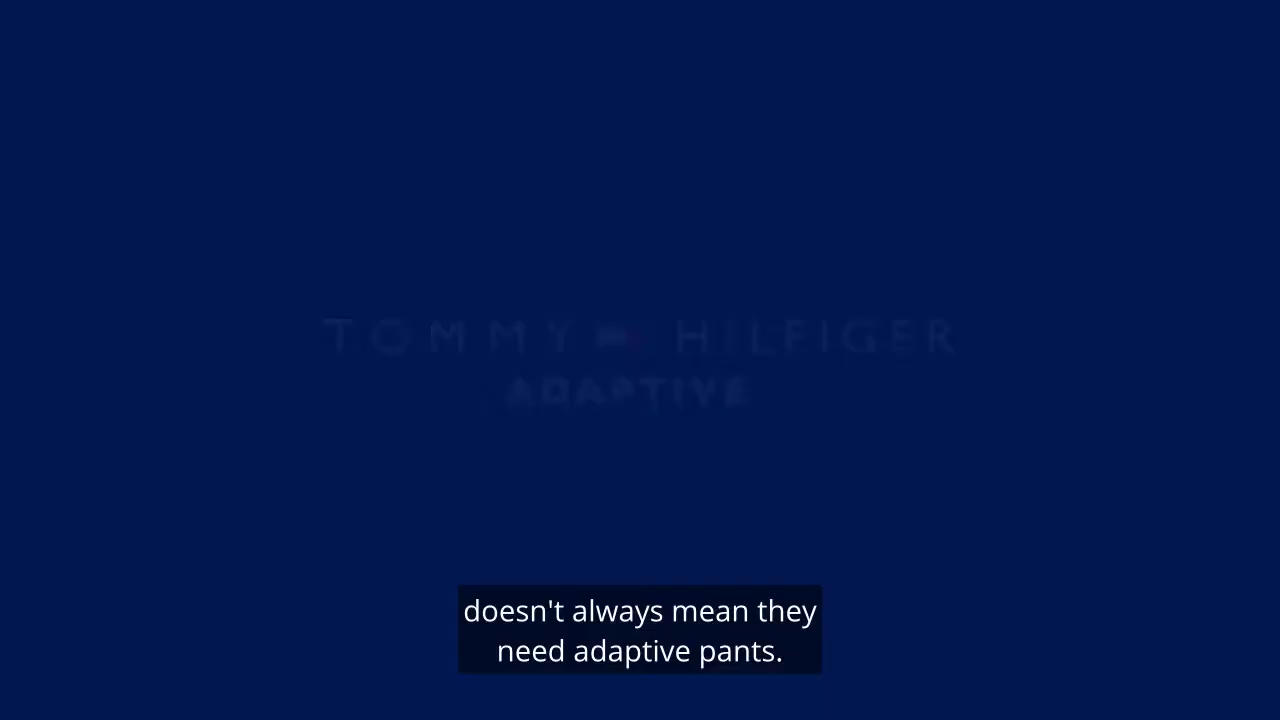 TOMMY HILFIGER
ADAPTIVE
doesn't always mean they
need adaptive pants.